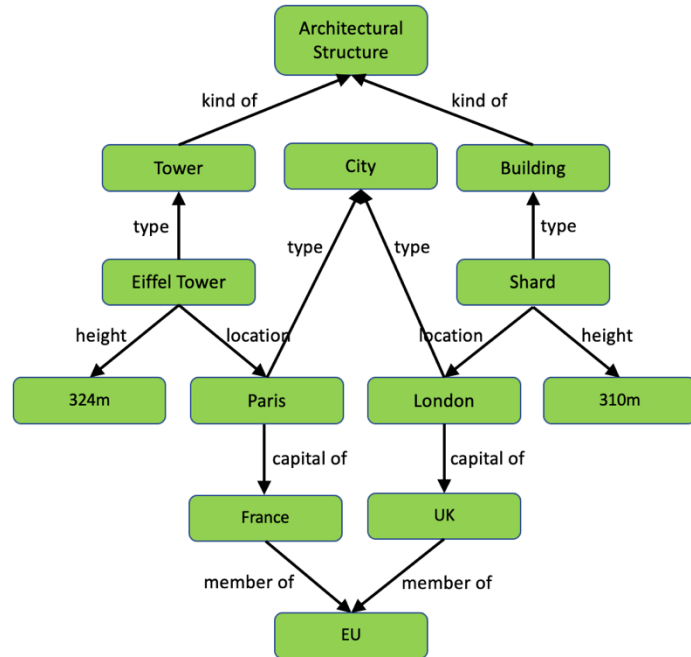 Architectural
Structure
kind of
kind of
Tower
City
Building
type
type
type
type
Eiffel Tower
Shard
height
location
location
height
324m
Paris
London
310m
capital of
capital of
France
UK
member of
member of
EU